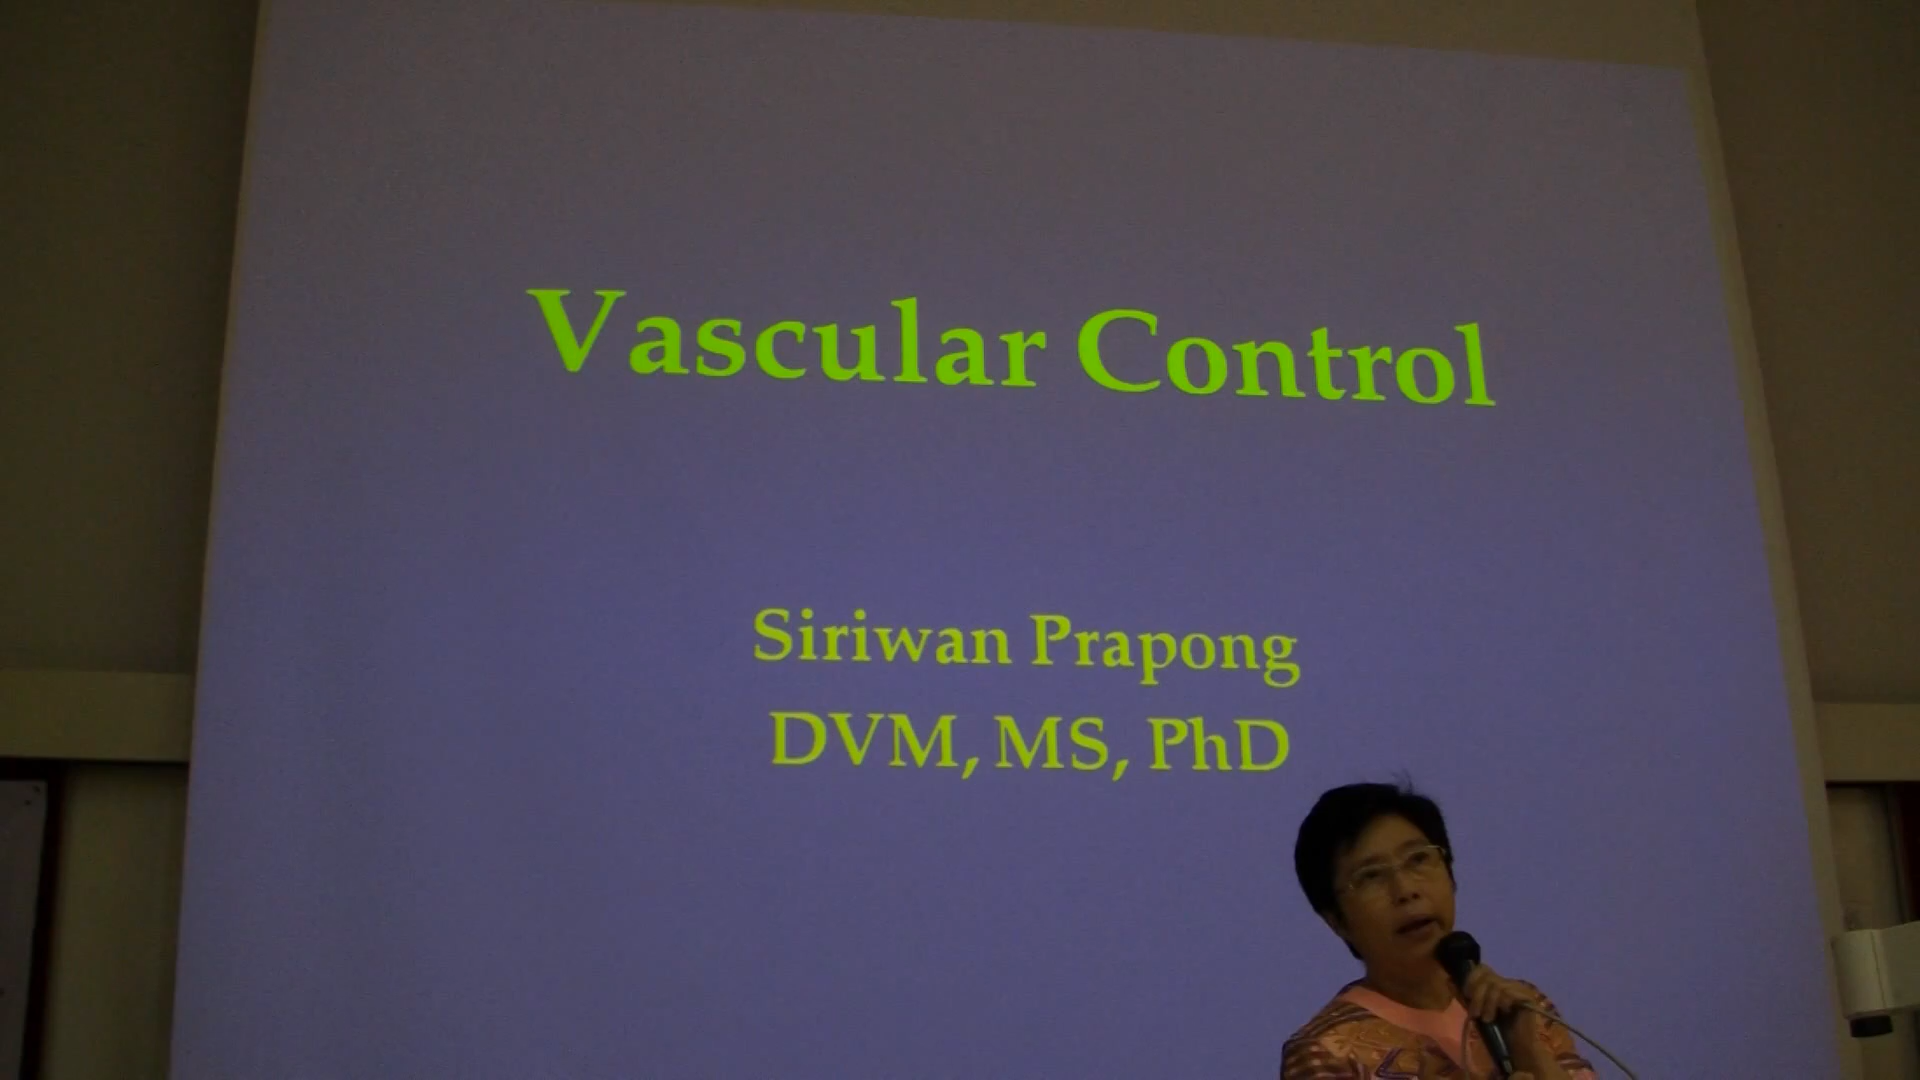 Vascular Control
Siriwan Prapong
DVM, MS, PhD